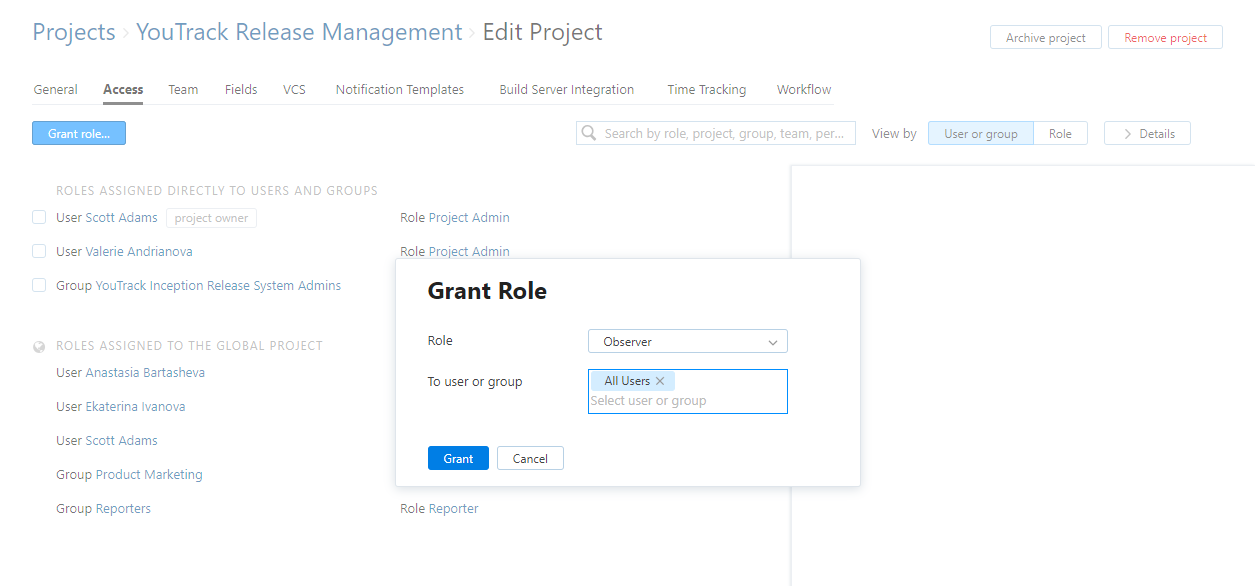 Projects › YouTrack Release Management › Edit Project
Archive project
Remove project
General Access Team Fields VCS Notification Templates Build Server Integration Time Tracking Workflow
Grant role...
Search by role, project, group, team, per...
View by
User or group
Role
Details
ROLES ASSIGNED DIRECTLY TO USERS AND GROUPS
User Scott Adams project owner Role Project Admin
User Valerie Andrianova Role Project Admin
Group YouTrack Inception Release System Admins
ROLES ASSIGNED TO THE GLOBAL PROJECT
User Anastasia Bartasheva
User Ekaterina Ivanova
User Scott Adams
Group Product Marketing
Group Reporters Role Reporter
Grant Role
Role Observer
To user or group All Users
Select user or group
Grant Cancel